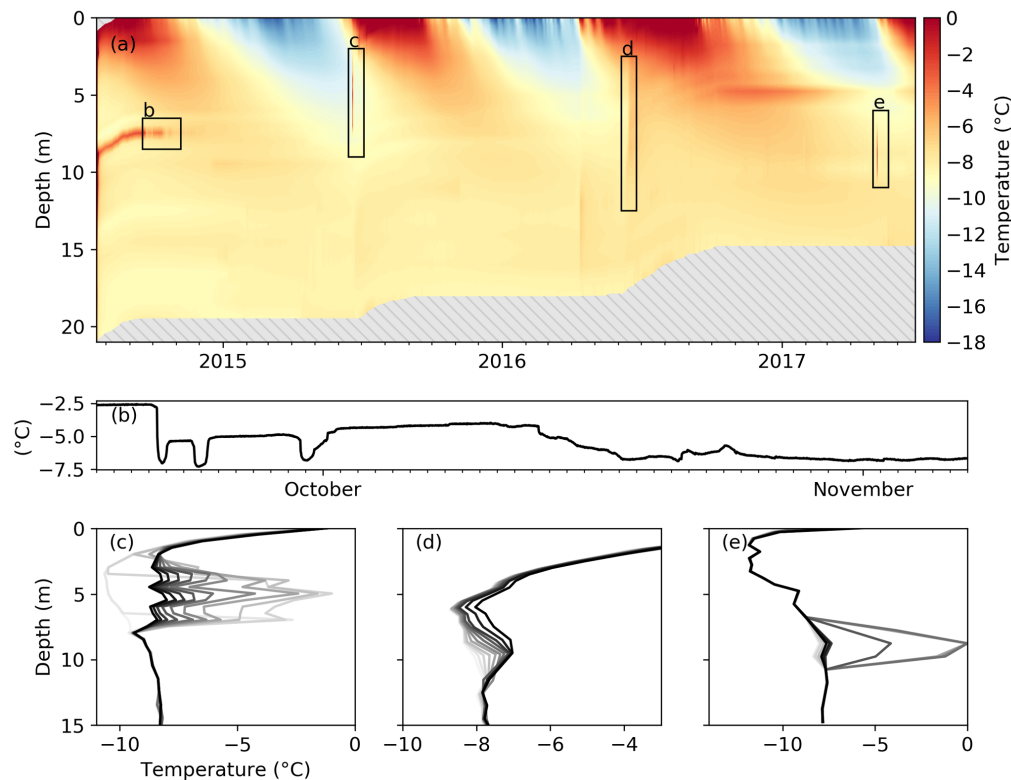 (a)
b
c
d
e
0
5
10
15
20
Depth (m)
2015
2016
2017
0
−2
−4
−6
−8
−10
−12
−14
−16
−18
Temperature (°C)
(b)
−2.5
−5.0
−7.5
(°C)
October
November
(c)
0
5
10
15
Depth (m)
−10
−5
0
Temperature (°C)
(d)
−10
−8
−6
−4
(e)
−10
−5
0